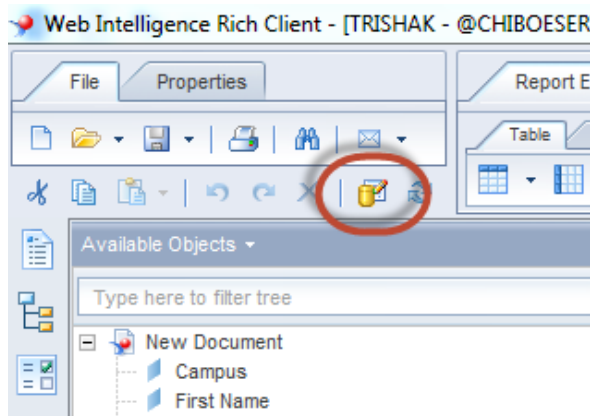 Web Intelligence Rich Client - [TRISHAK - @CHIBOESER
File Properties
Report E
Table
Available Objects
Type here to filter tree
New Document
Campus
First Name